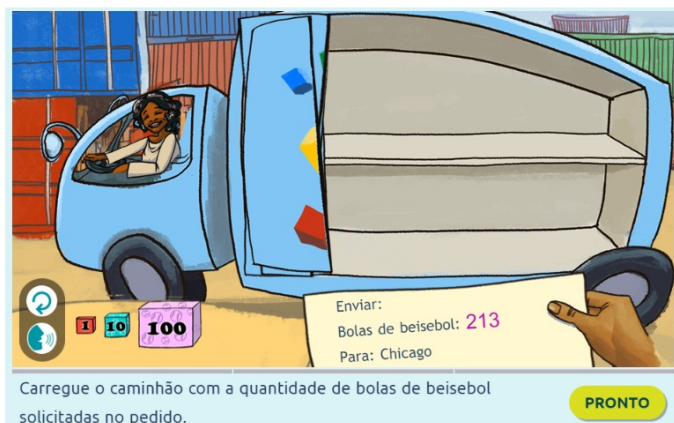 1 10 100
Enviar:
Bolas de beisebol: 213
Para: Chicago
Carregue o caminhão com a quantidade de bolas de beisebol
solicitadas no pedido.
PRONTO